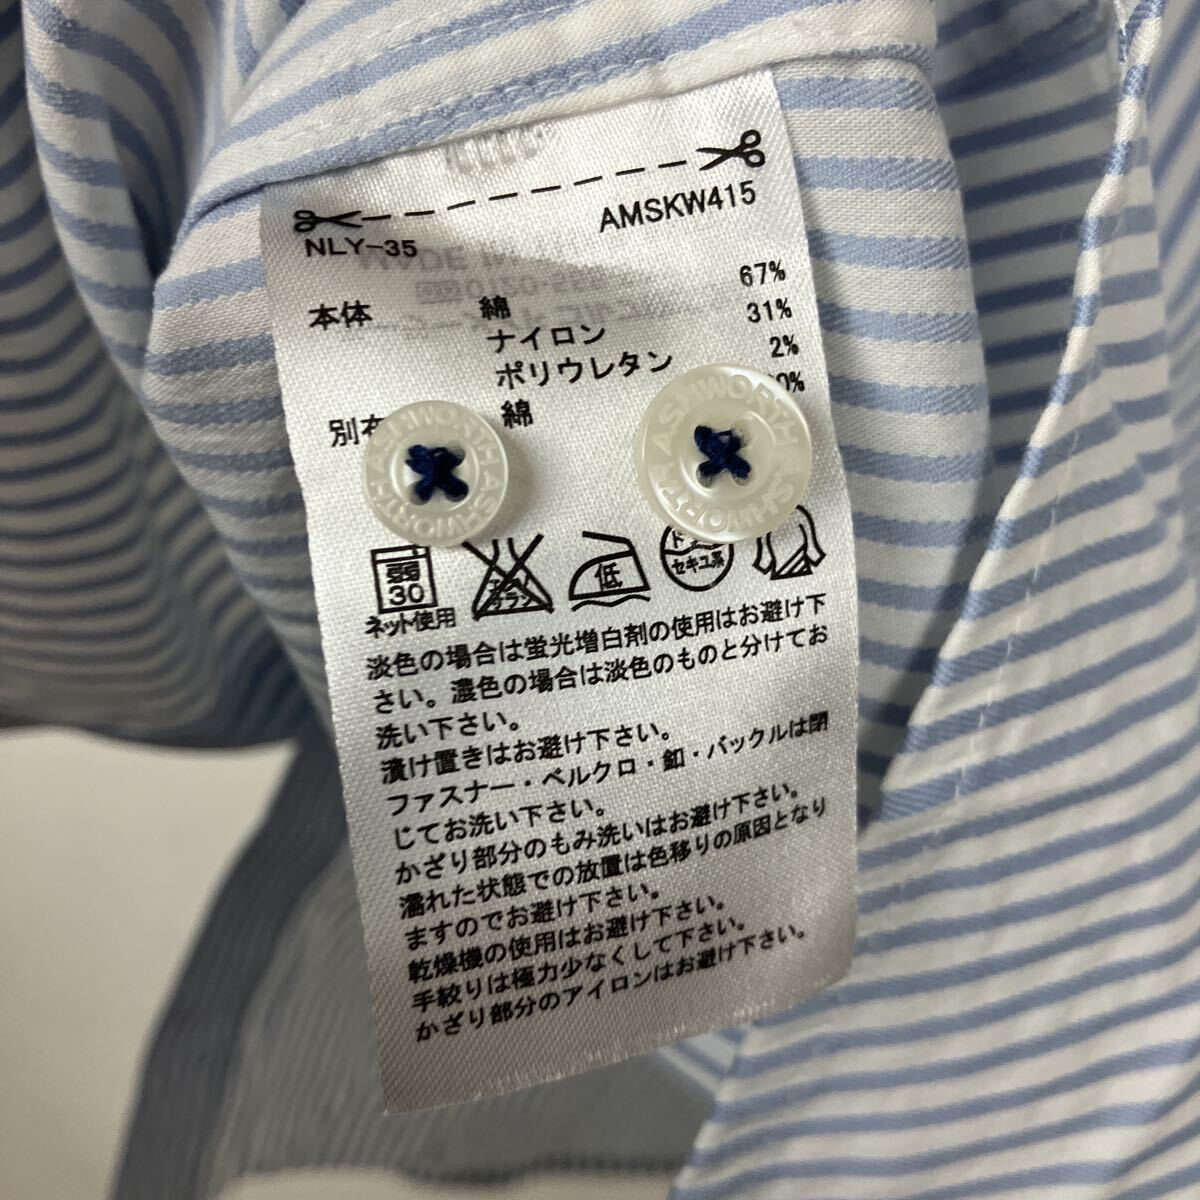 AMSKW415
NLY-35
本体 綿 67%
ナイロン 31%
ポリウレタン 2%
綿
ASHWORTH ASHWORTH
ASHWORTH ASHWORTH
弱
30
ネット使用
低
セキユ系
淡色の場合は蛍光増白剤の使用はお避け下
さい。濃色の場合は淡色のものと分けてお
洗い下さい。
漬け置きはお避け下さい。
ファスナー・ベルクロ・釦・バックルは閉
じてお洗い下さい。
かざり部分のもみ洗いはお避け下さい。
濡れた状態での放置は色移りの原因となり
ますのでお避け下さい。
乾燥機の使用はお避け下さい。
手絞りは極力少なくして下さい。
かざり部分のアイロンはお避け下さい。